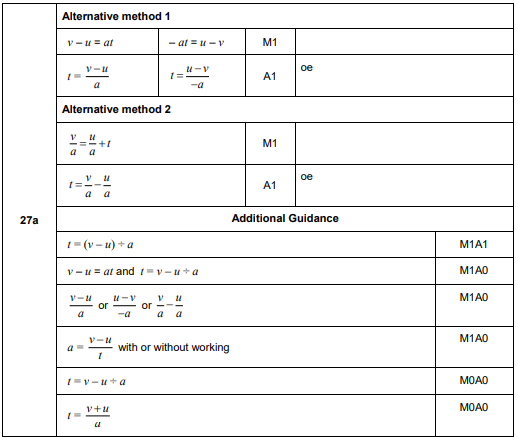 Alternative method 1
v – u = at – at = u – v M1
t = (v – u)/a t = (u – v)/–a A1 oe
Alternative method 2
v/a = u/a + t M1
t = v/a – u/a A1 oe
27a
Additional Guidance
t = (v – u) ÷ a M1A1
v – u = at and t = v – u ÷ a M1A0
(v – u)/a or (u – v)/–a or v/a – u/a M1A0
a = (v – u)/t with or without working M1A0
t = v – u ÷ a M0A0
t = (v + u)/a M0A0